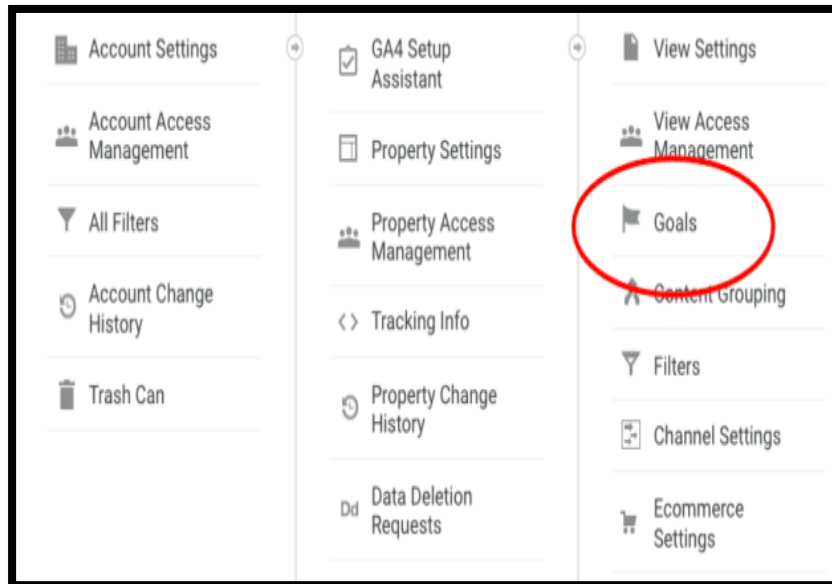 Account Settings
Account Access
Management
All Filters
Account Change
History
Trash Can
GA4 Setup
Assistant
Property Settings
Property Access
Management
Tracking Info
Property Change
History
Dd Data Deletion
Requests
View Settings
View Access
Management
Goals
Content Grouping
Filters
Channel Settings
Ecommerce
Settings